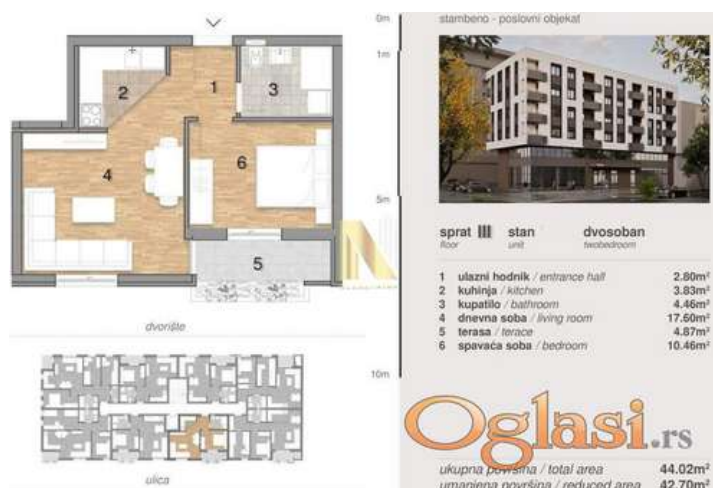 0m
1m
5m
10m
1
2
3
4
5
6
dvorište
ulica
stambeno - poslovni objekat
sprat III stan dvosoban
floor unit twobedroom
1 ulazni hodnik / entrance hall 2.80m²
2 kuhinja / kitchen 3.83m²
3 kupatilo / bathroom 4.46m²
4 dnevna soba / living room 17.60m²
5 terasa / terace 4.87m²
6 spavaća soba / bedroom 10.46m²
Oglasi.rs
ukupna površina / total area 44.02m²
umanjena površina / reduced area 42.70m²